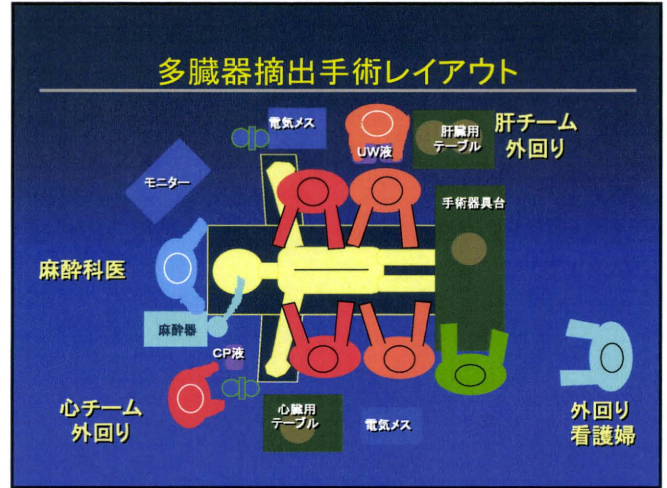 多臓器摘出手術レイアウト
電気メス
UW液
肝臓用
テーブル
肝チーム
外回り
モニター
手術器具台
麻酔科医
麻酔器
CP液
心チーム
外回り
心臓用
テーブル
電気メス
外回り
看護婦